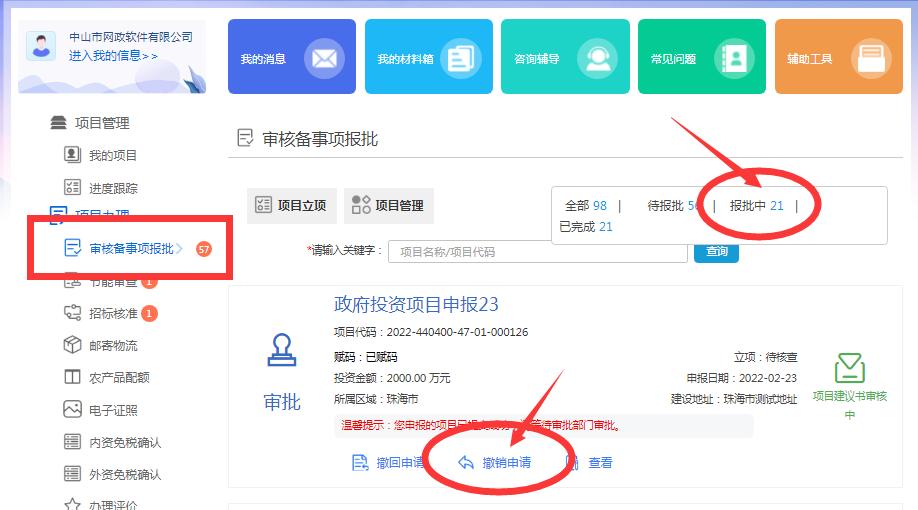 中山市网政软件有限公司
进入我的信息>>
我的消息
我的材料箱
咨询辅导
常见问题
辅助工具
项目管理
我的项目
进度跟踪
审核备事项报批 57
1
招标核准 1
邮寄物流
农产品配额
电子证照
内资免税确认
外资免税确认
办理评价
审核备事项报批
项目立项
项目管理
全部 98 | 待报批 | 报批中 21 |
已完成 21
*请输入关键字：
项目名称/项目代码
查询
政府投资项目申报23
项目代码：2022-440400-47-01-000126
赋码：已赋码
立项：待核查
投资金额：2000.00 万元
申报日期：2022-02-23
所属区域：珠海市
建设地址：珠海市测试地址
审批
项目建议书审核
中
温馨提示：您申报的项目 等待审批部门审批。
撤回申请
撤销申请
查看